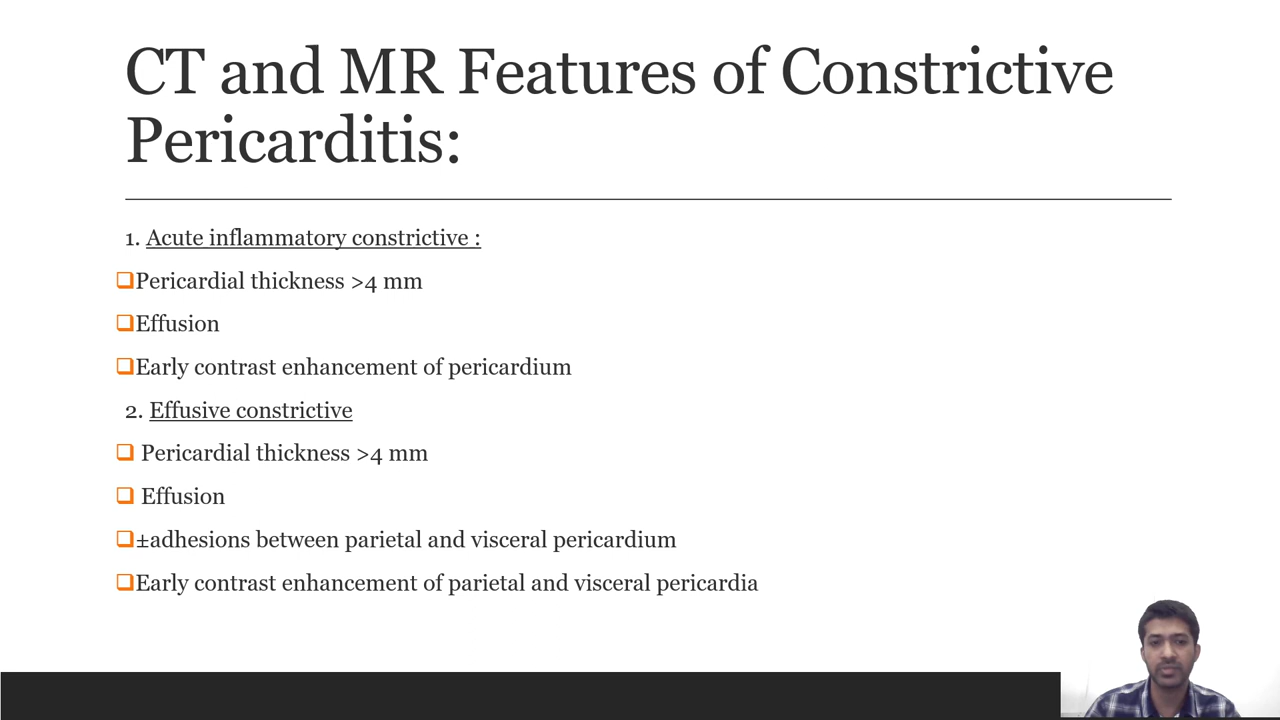 CT and MR Features of Constrictive
Pericarditis:
1. Acute inflammatory constrictive :
Pericardial thickness >4 mm
Effusion
Early contrast enhancement of pericardium
2. Effusive constrictive
Pericardial thickness >4 mm
Effusion
±adhesions between parietal and visceral pericardium
Early contrast enhancement of parietal and visceral pericardia